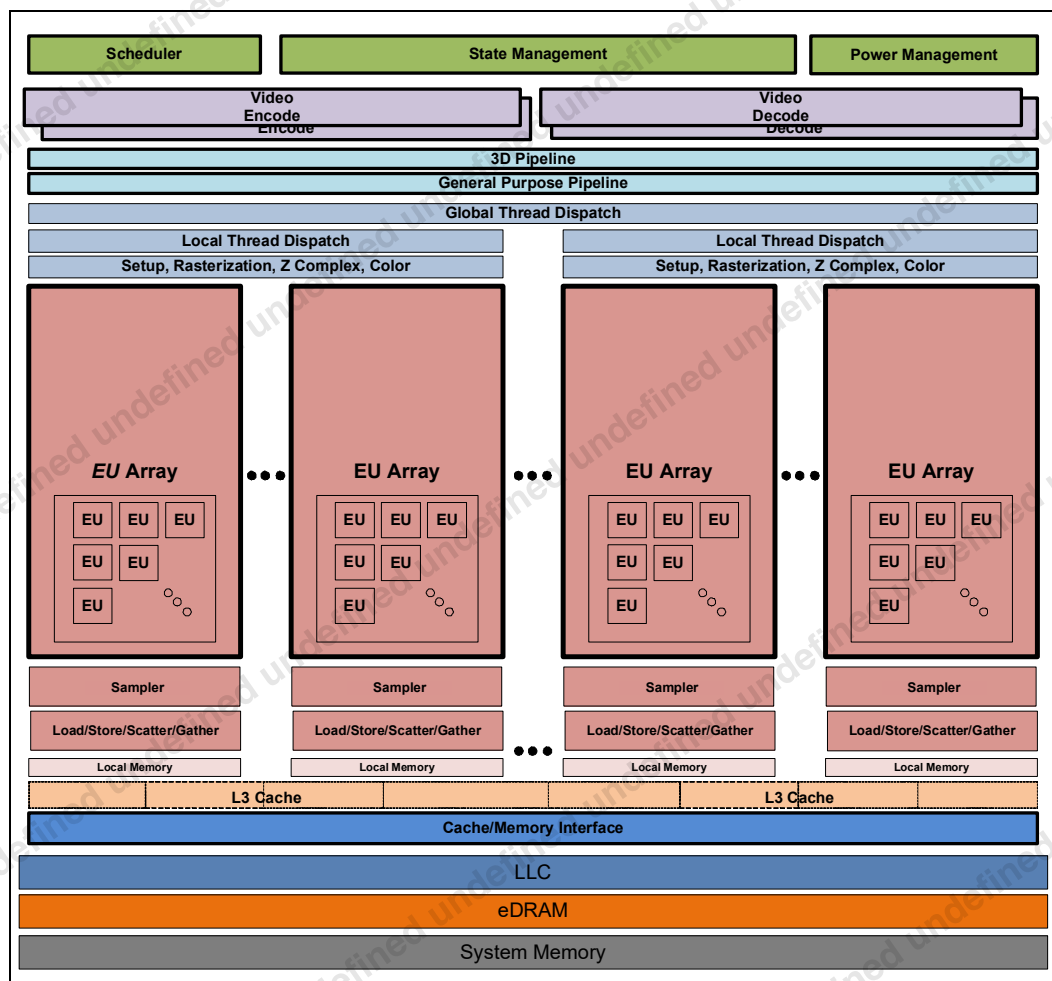 Scheduler
State Management
Power Management
Video
Encode
Encode
Video
Decode
Decode
3D Pipeline
General Purpose Pipeline
Global Thread Dispatch
Local Thread Dispatch
Local Thread Dispatch
Setup, Rasterization, Z Complex, Color
Setup, Rasterization, Z Complex, Color
EU Array
EU Array
EU Array
EU Array
EU EU EU
EU EU EU
EU EU EU
EU EU EU
EU EU
EU EU
EU EU
EU EU
EU
EU
EU
EU
Sampler
Sampler
Sampler
Sampler
Load/Store/Scatter/Gather
Load/Store/Scatter/Gather
Load/Store/Scatter/Gather
Load/Store/Scatter/Gather
Local Memory
Local Memory
Local Memory
Local Memory
L3 Cache
L3 Cache
Cache/Memory Interface
LLC
eDRAM
System Memory
undefined undefined undefined undefined